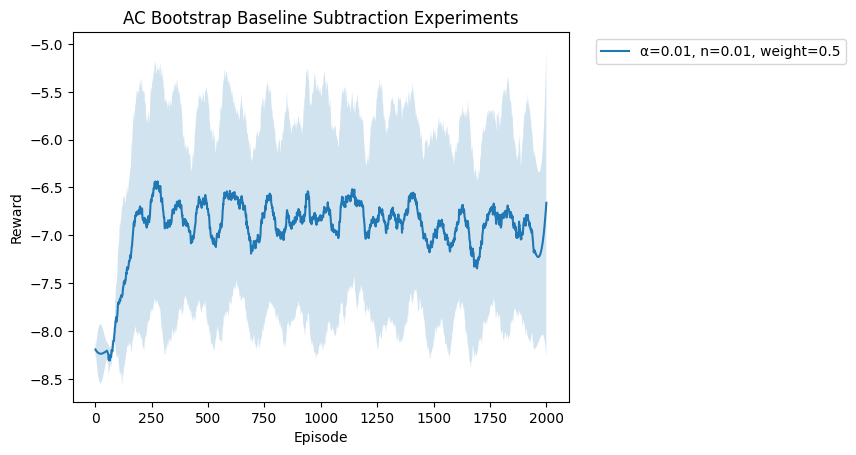 AC Bootstrap Baseline Subtraction Experiments
α=0.01, n=0.01, weight=0.5
−5.0
−5.5
−6.0
−6.5
−7.0
−7.5
−8.0
−8.5
Reward
0 250 500 750 1000 1250 1500 1750 2000
Episode